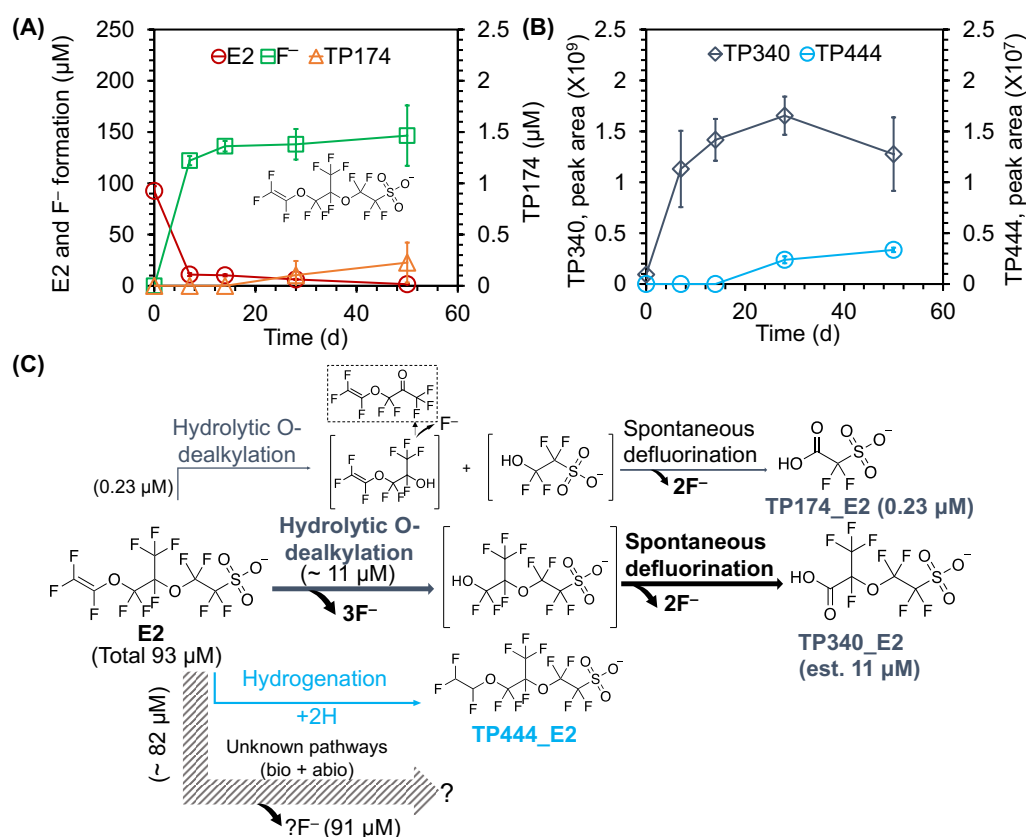 (A)
250
200
150
100
50
0
E2 and F⁻ formation (µM)
E2 F⁻ TP174
2.5
2
1.5
1
0.5
0
TP174 (µM)
0 20 40 60
Time (d)
F F
F
F F
F
F O O S O⁻
F F F F F O
(B)
2.5
2
1.5
1
0.5
0
TP340, peak area (X10⁹)
TP340 TP444
2.5
2
1.5
1
0.5
0
TP444, peak area (X10⁷)
0 20 40 60
Time (d)
(C)
Hydrolytic O-
dealkylation
(0.23 µM)
F O F
F O F
F F F F
F⁻
F F
F O F
F F F F OH
+
F F O
HO S O⁻
F F O
Spontaneous
defluorination
2F⁻
O O
HO S O⁻
F F O
TP174_E2 (0.23 µM)
F F
F F F O
F O O S O⁻
F F F F F F O
E2
(Total 93 µM)
Hydrolytic O-
dealkylation
(~ 11 µM)
3F⁻
F F
F F F O
HO O S O⁻
F F F F F O
Spontaneous
defluorination
2F⁻
F F
F F F O
HO O S O⁻
O F F F O
TP340_E2
(est. 11 µM)
Hydrogenation
+2H
F F
F F F F O
F O O S O⁻
F F F F F F O
TP444_E2
(~ 82 µM)
Unknown pathways
(bio + abio)
?
?F⁻ (91 µM)